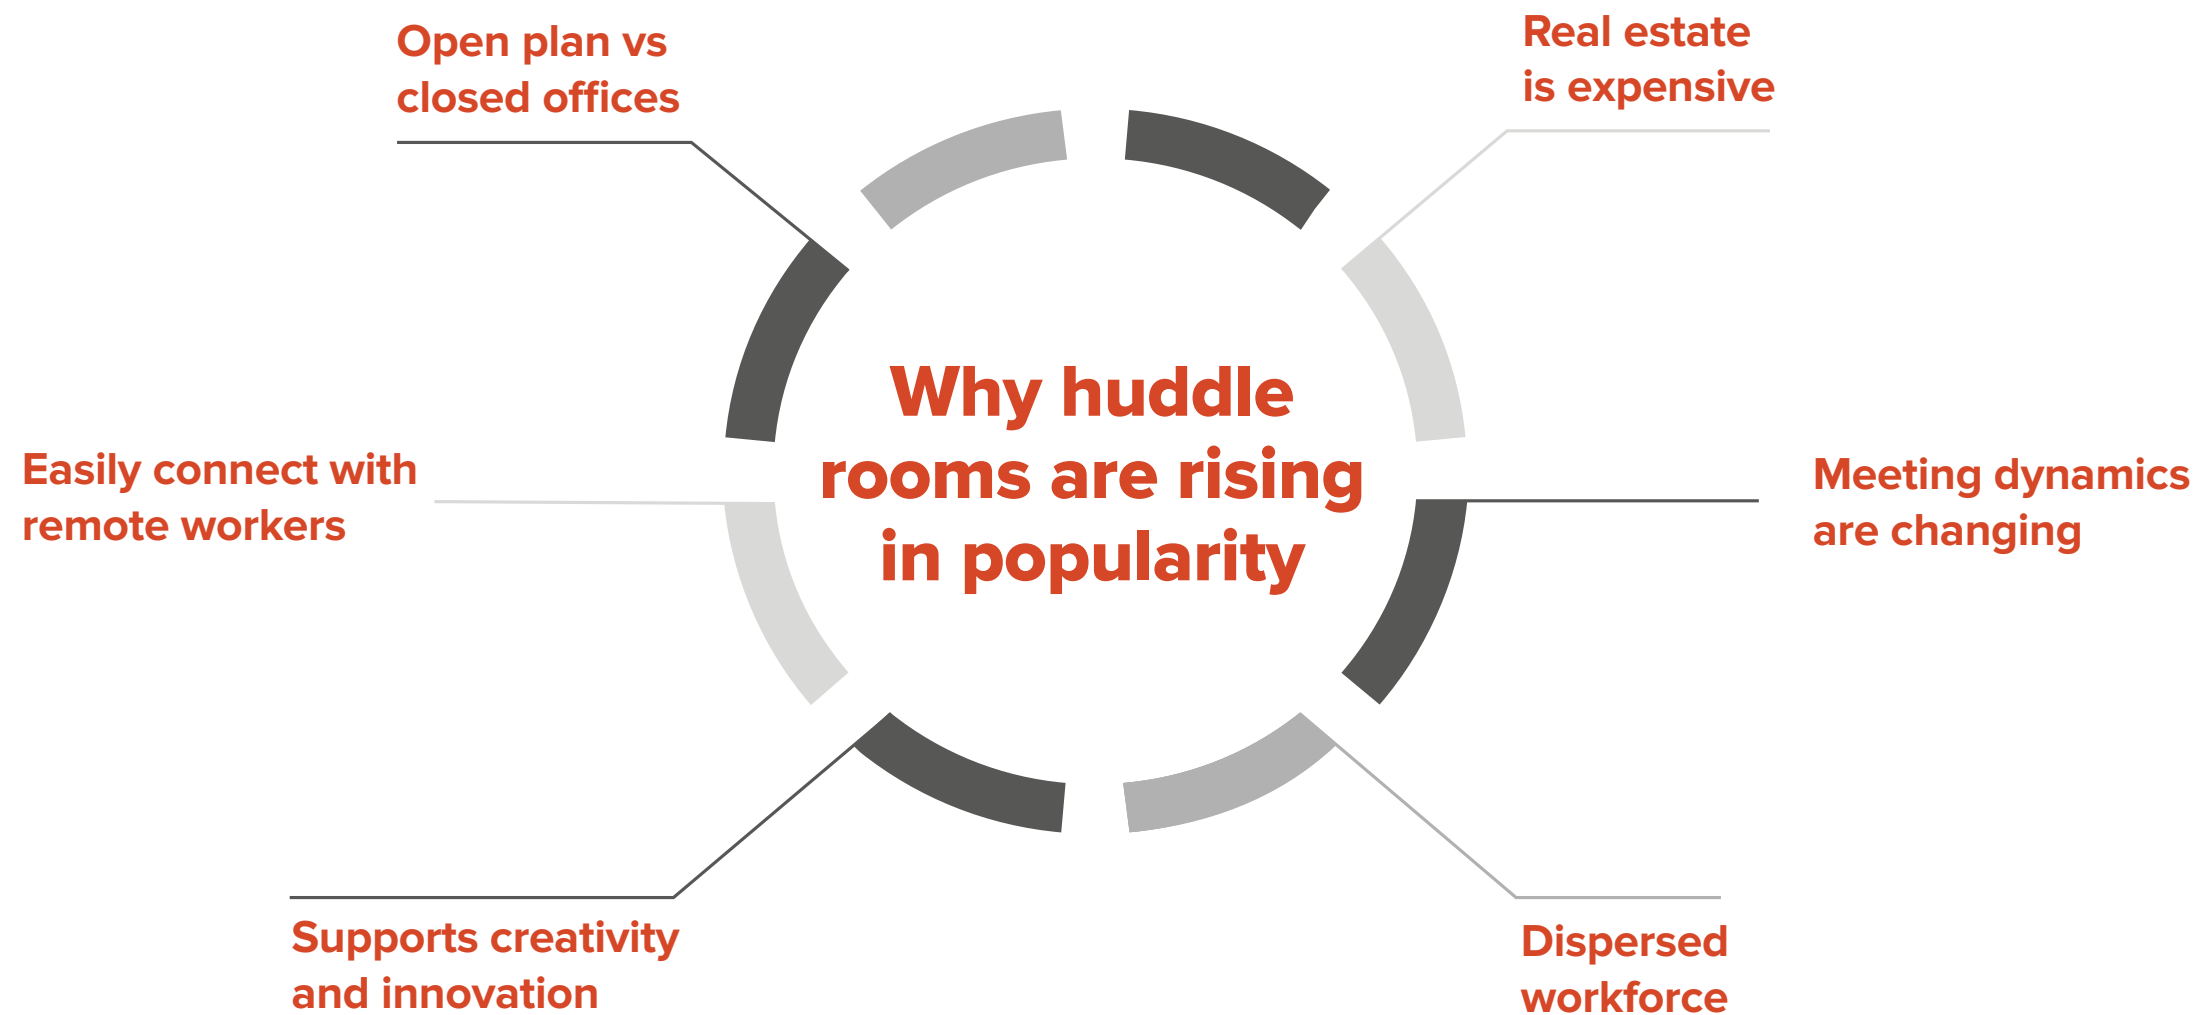 Open plan vs
closed offices
Real estate
is expensive
Why huddle
rooms are rising
in popularity
Easily connect with
remote workers
Meeting dynamics
are changing
Supports creativity
and innovation
Dispersed
workforce